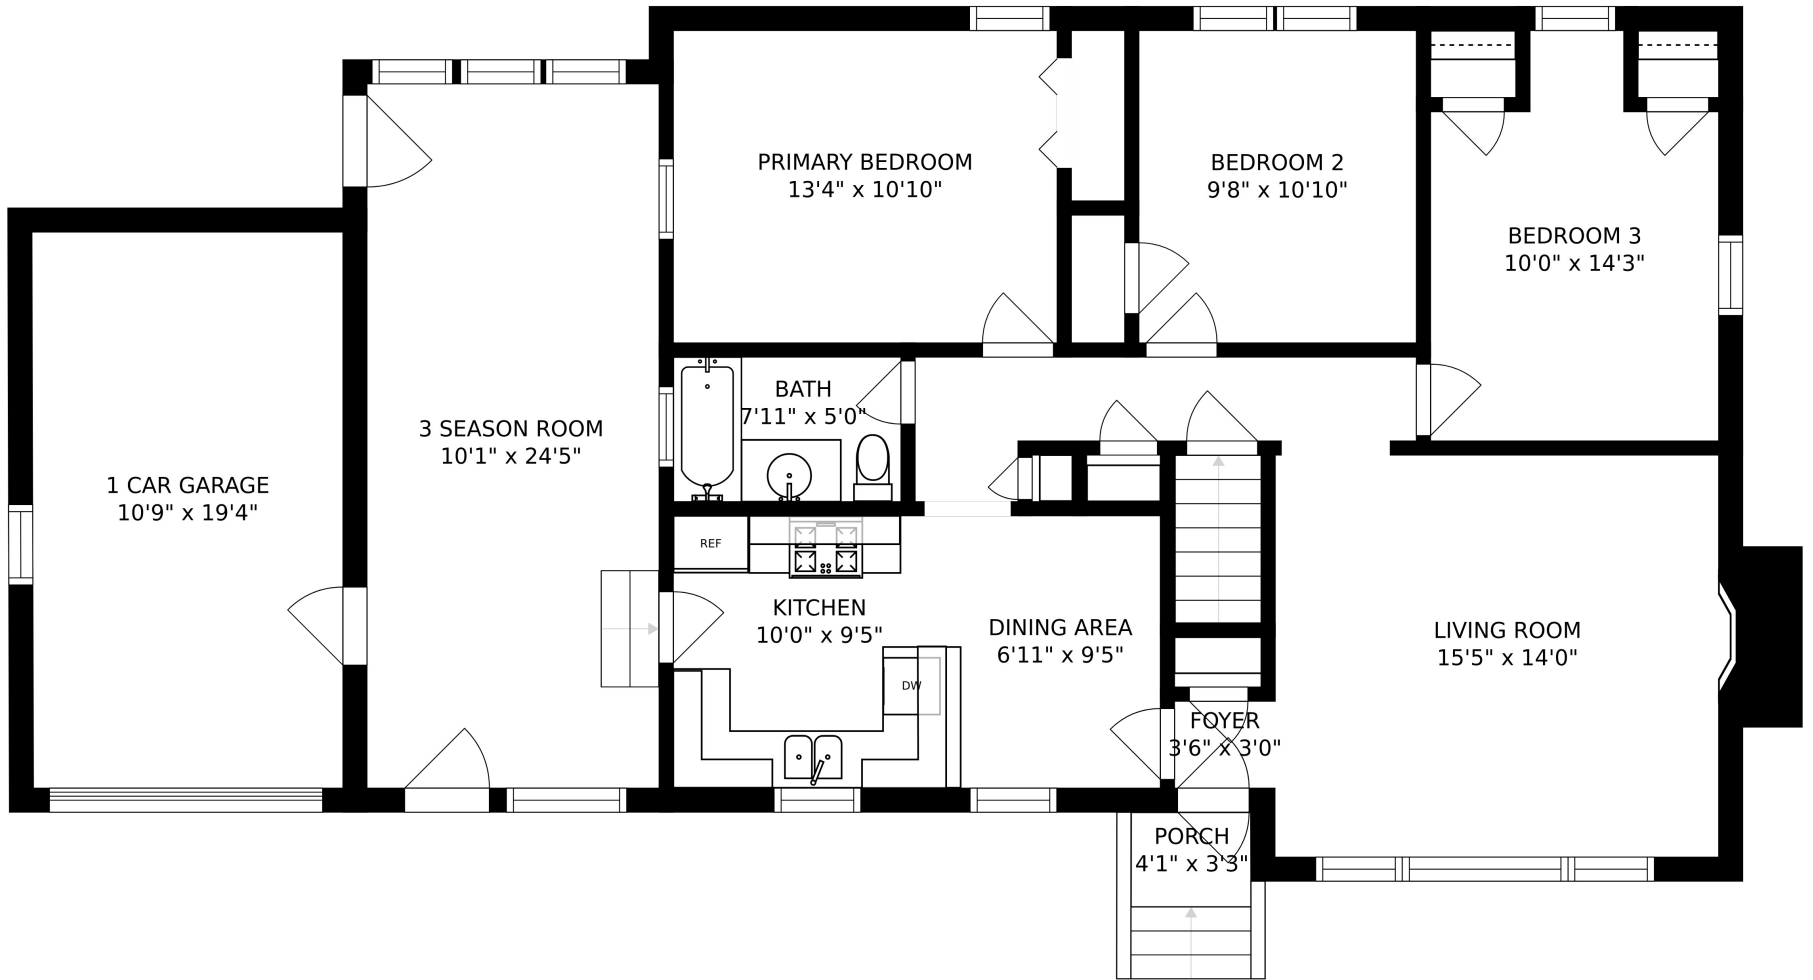 PRIMARY BEDROOM
13'4" x 10'10"
BEDROOM 2
9'8" x 10'10"
BEDROOM 3
10'0" x 14'3"
BATH
7'11" x 5'0"
3 SEASON ROOM
10'1" x 24'5"
1 CAR GARAGE
10'9" x 19'4"
REF
KITCHEN
10'0" x 9'5"
DINING AREA
6'11" x 9'5"
DW
LIVING ROOM
15'5" x 14'0"
FOYER
3'6" x 3'0"
PORCH
4'1" x 3'3"